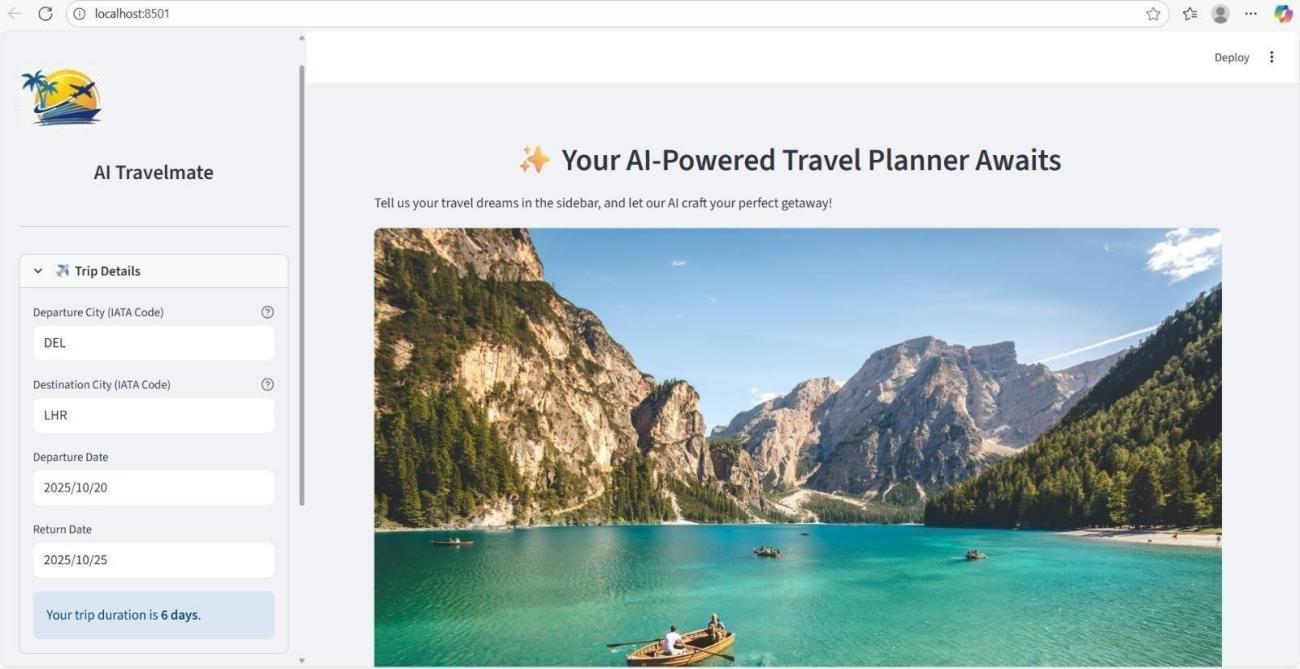 localhost:8501
Deploy
AI Travelmate
Trip Details
Departure City (IATA Code)
DEL
Destination City (IATA Code)
LHR
Departure Date
2025/10/20
Return Date
2025/10/25
Your trip duration is 6 days.
✨ Your AI-Powered Travel Planner Awaits
Tell us your travel dreams in the sidebar, and let our AI craft your perfect getaway!